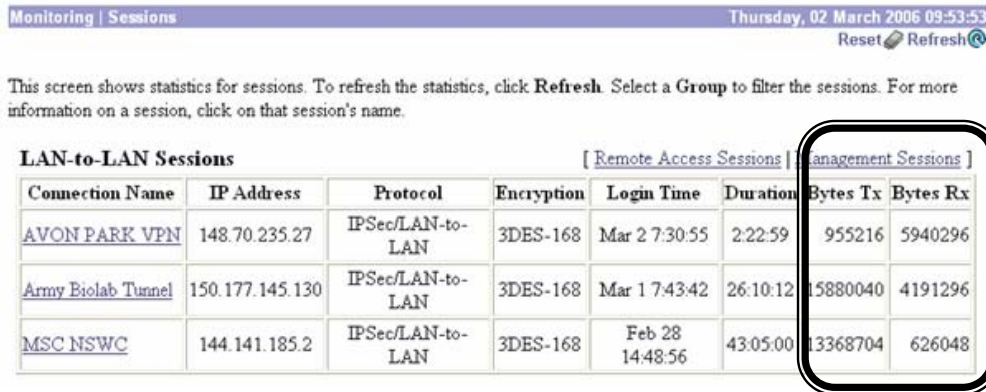 Monitoring | Sessions Thursday, 02 March 2006 09:53:53
Reset Refresh
This screen shows statistics for sessions. To refresh the statistics, click Refresh. Select a Group to filter the sessions. For more
information on a session, click on that session's name.
LAN-to-LAN Sessions [ Remote Access Sessions | Management Sessions ]
Connection Name IP Address Protocol Encryption Login Time Duration Bytes Tx Bytes Rx
AVON PARK VPN 148.70.235.27 IPSec/LAN-to-LAN 3DES-168 Mar 2 7:30:55 2:22:59 955216 5940296
Army Biolab Tunnel 150.177.145.130 IPSec/LAN-to-LAN 3DES-168 Mar 1 7:43:42 26:10:12 15880040 4191296
MSC NSWC 144.141.185.2 IPSec/LAN-to-LAN 3DES-168 Feb 28 14:48:56 43:05:00 13368704 626048